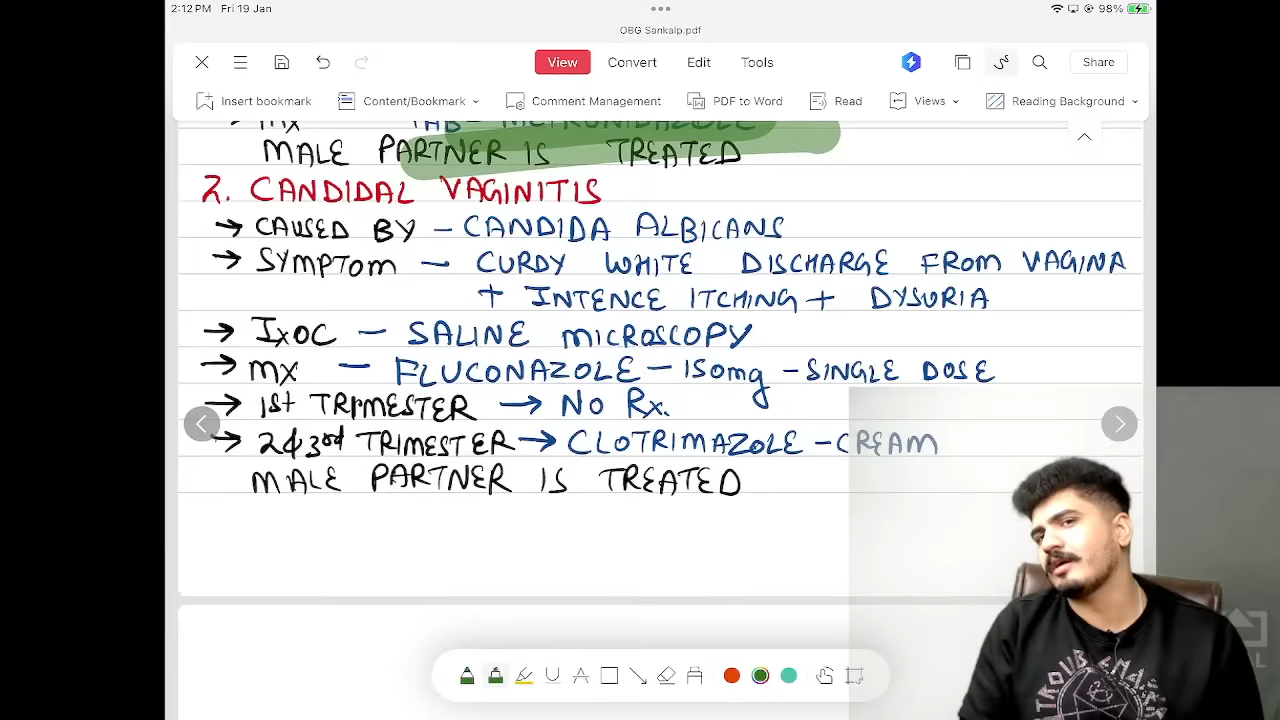 2:12 PM Fri 19 Jan
98%
OBG Sankalp.pdf
View Convert Edit Tools
Share
Insert bookmark Content/Bookmark Comment Management PDF to Word Read Views Reading Background
MX TAB - METRONIDAZOLE
MALE PARTNER IS TREATED
2. CANDIDAL VAGINITIS
→ CAUSED BY - CANDIDA ALBICANS
→ SYMPTOM - CURDY WHITE DISCHARGE FROM VAGINA
+ INTENCE ITCHING + DYSURIA
→ IXOC - SALINE MICROSCOPY
→ MX - FLUCONAZOLE - 150mg - SINGLE DOSE
→ 1st TRIMESTER → NO Rx.
→ 2&3rd TRIMESTER → CLOTRIMAZOLE - CREAM
MALE PARTNER IS TREATED